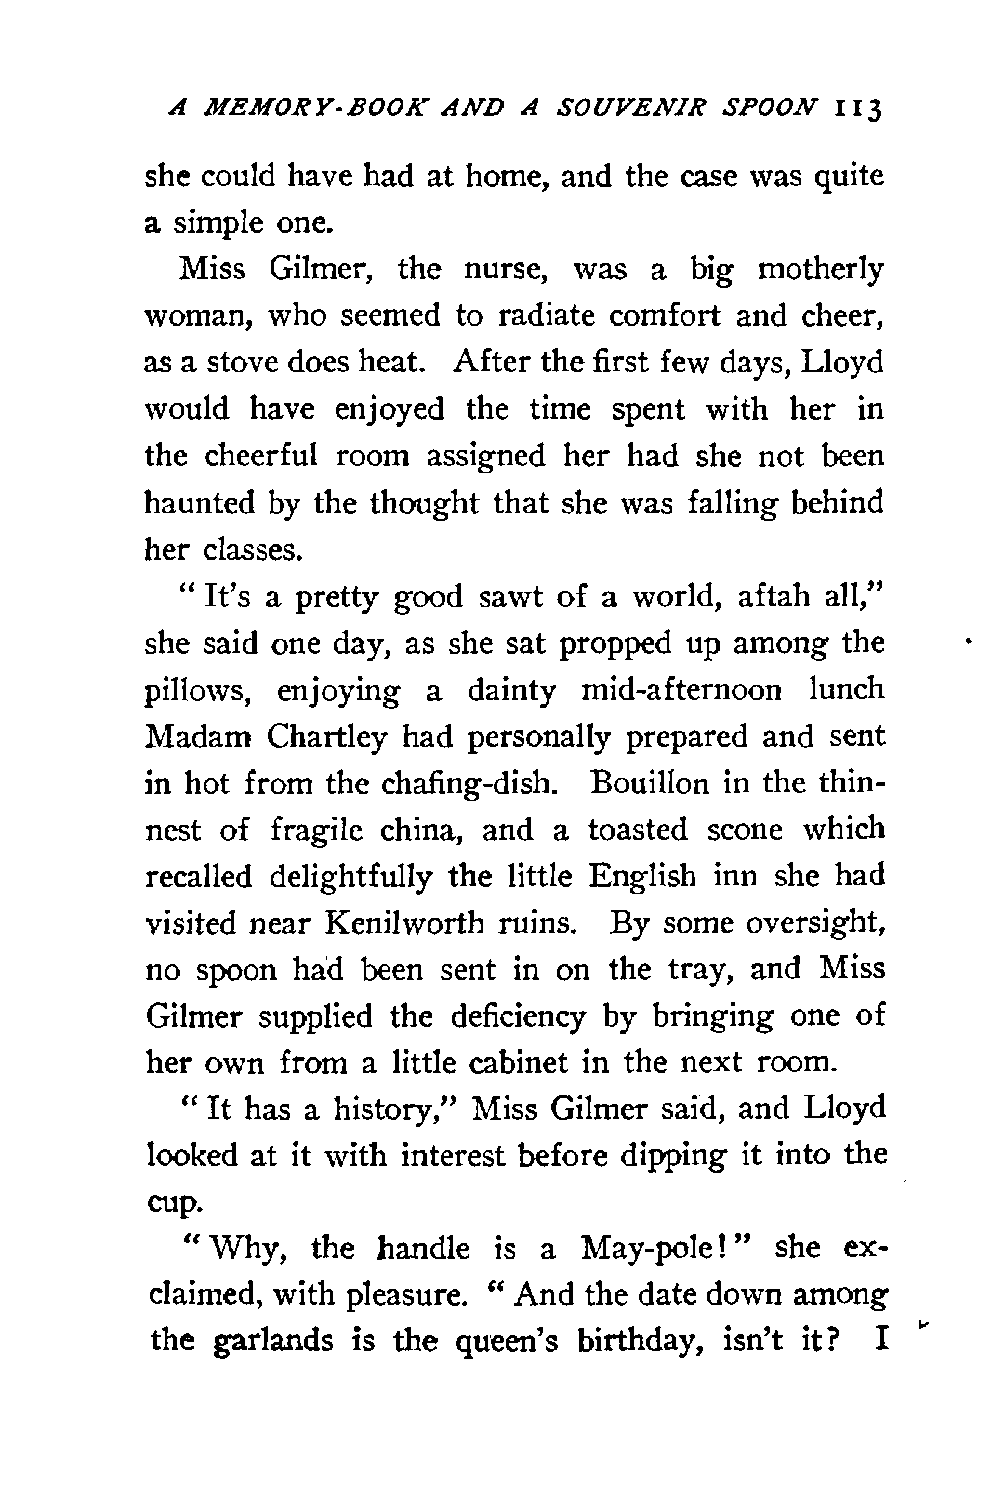 A MEMORY-BOOK AND A SOUVENIR SPOON 113
she could have had at home, and the case was quite
a simple one.
Miss Gilmer, the nurse, was a big motherly
woman, who seemed to radiate comfort and cheer,
as a stove does heat. After the first few days, Lloyd
would have enjoyed the time spent with her in
the cheerful room assigned her had she not been
haunted by the thought that she was falling behind
her classes.
" It's a pretty good sawt of a world, aftah all,"
she said one day, as she sat propped up among the
pillows, enjoying a dainty mid-afternoon lunch
Madam Chartley had personally prepared and sent
in hot from the chafing-dish. Bouillon in the thin-
nest of fragile china, and a toasted scone which
recalled delightfully the little English inn she had
visited near Kenilworth ruins. By some oversight,
no spoon had been sent in on the tray, and Miss
Gilmer supplied the deficiency by bringing one of
her own from a little cabinet in the next room.
" It has a history," Miss Gilmer said, and Lloyd
looked at it with interest before dipping it into the
cup.
" Why, the handle is a May-pole! " she ex-
claimed, with pleasure. " And the date down among
the garlands is the queen's birthday, isn't it? I